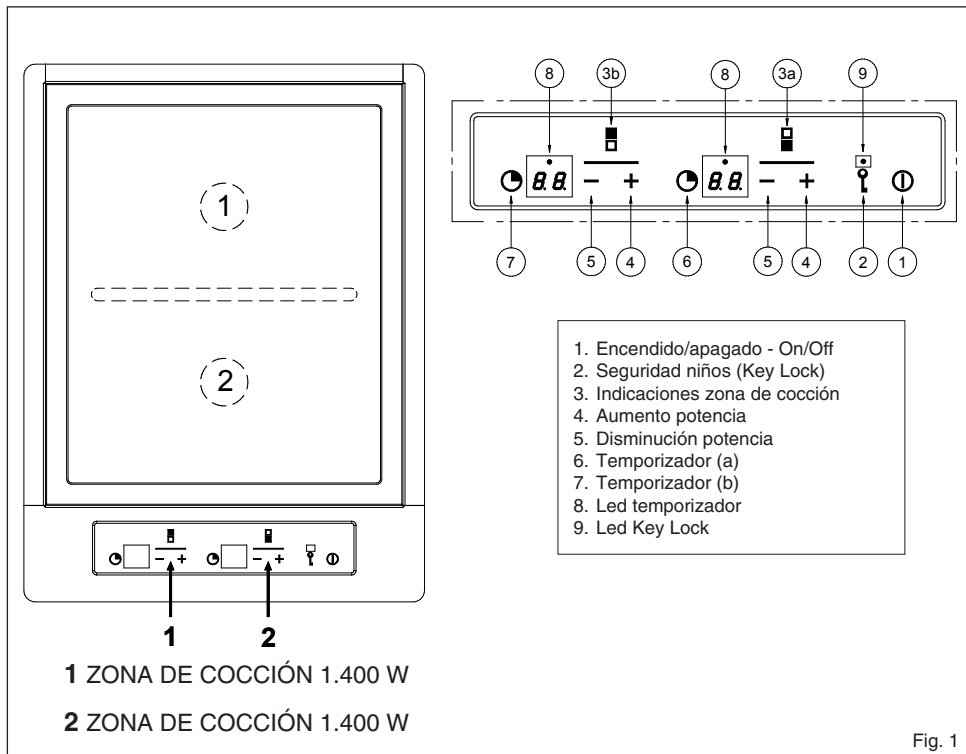 8
3b
8
3a
9
8.8.
− +
8.8.
− +
7
5
4
6
5
4
2
1
1
2
− +
− +
1 2
1. Encendido/apagado - On/Off
2. Seguridad niños (Key Lock)
3. Indicaciones zona de cocción
4. Aumento potencia
5. Disminución potencia
6. Temporizador (a)
7. Temporizador (b)
8. Led temporizador
9. Led Key Lock
1 ZONA DE COCCIÓN 1.400 W
2 ZONA DE COCCIÓN 1.400 W
Fig. 1